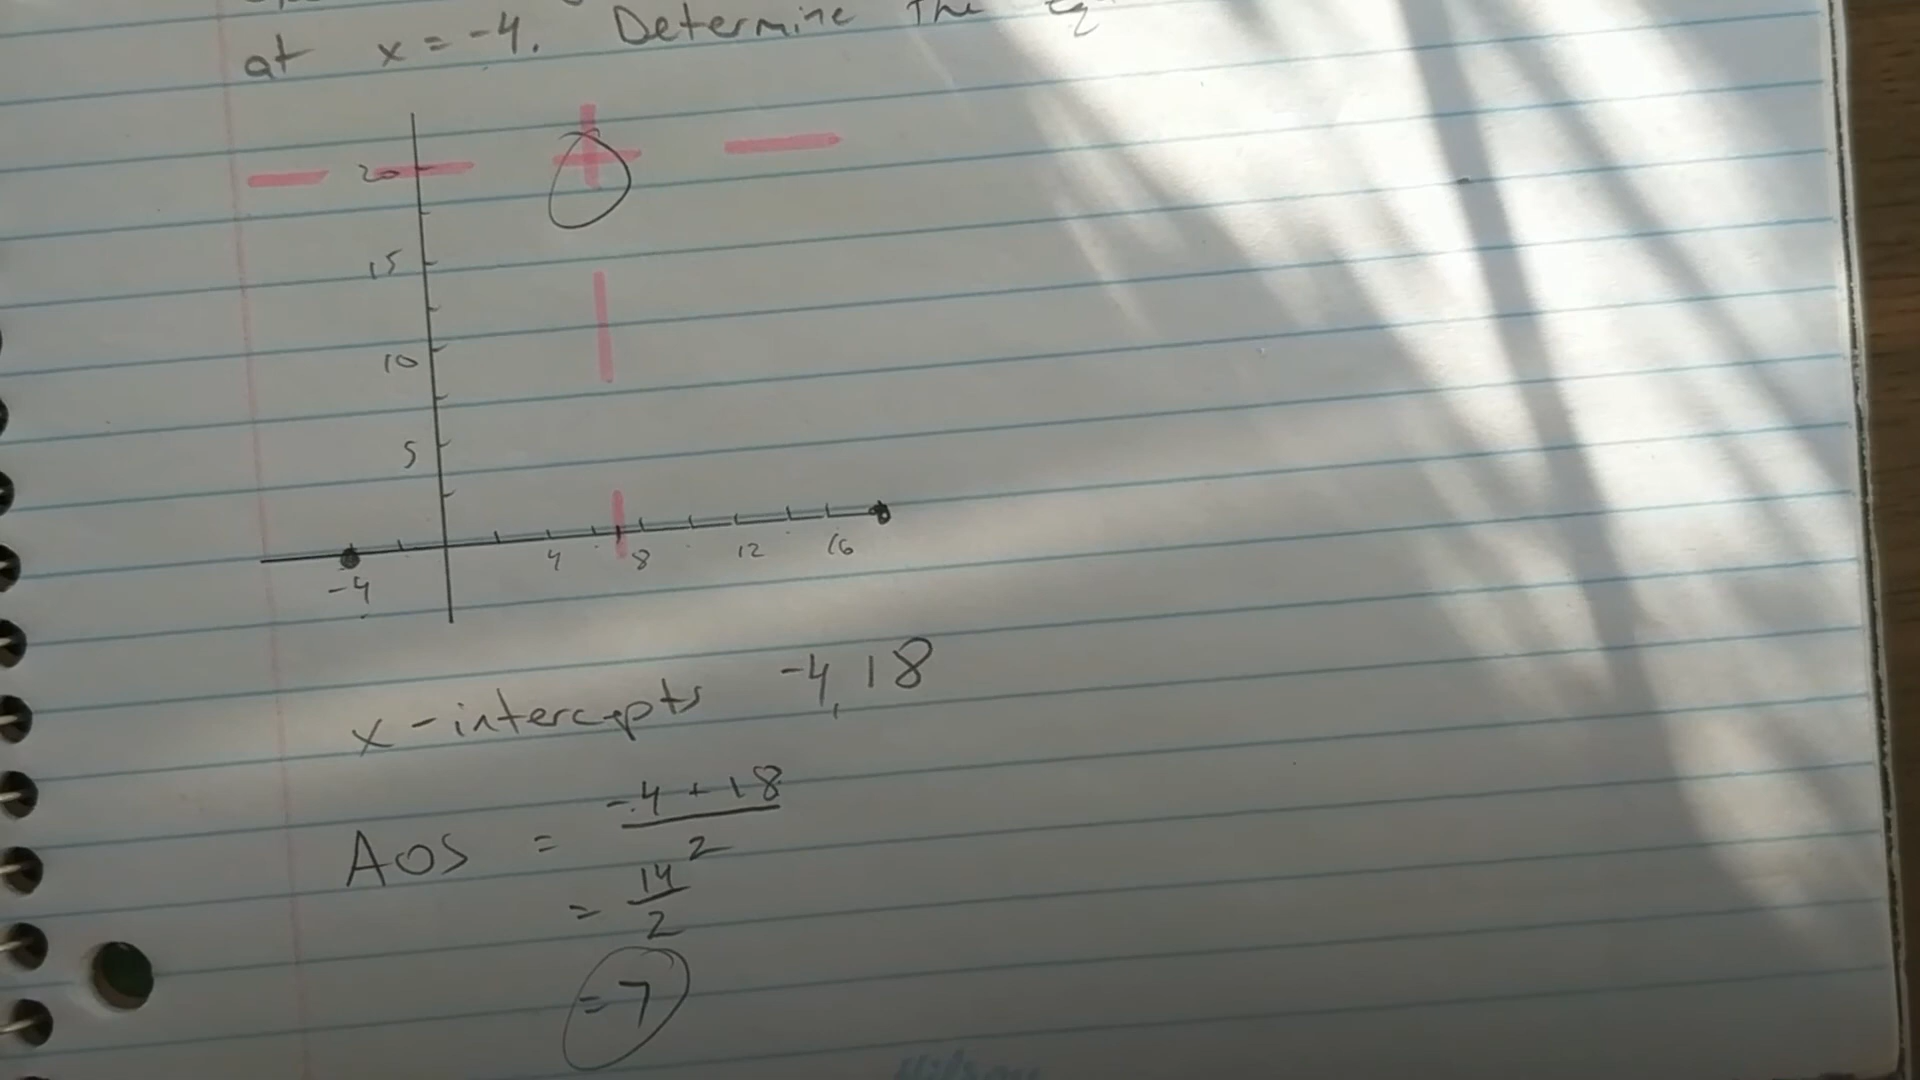 at x = -4. Determine the
20
15
10
5
-4 4 8 12 16
x-intercepts -4, 18
AOS = -4 + 18
2
= 14
2
= 7